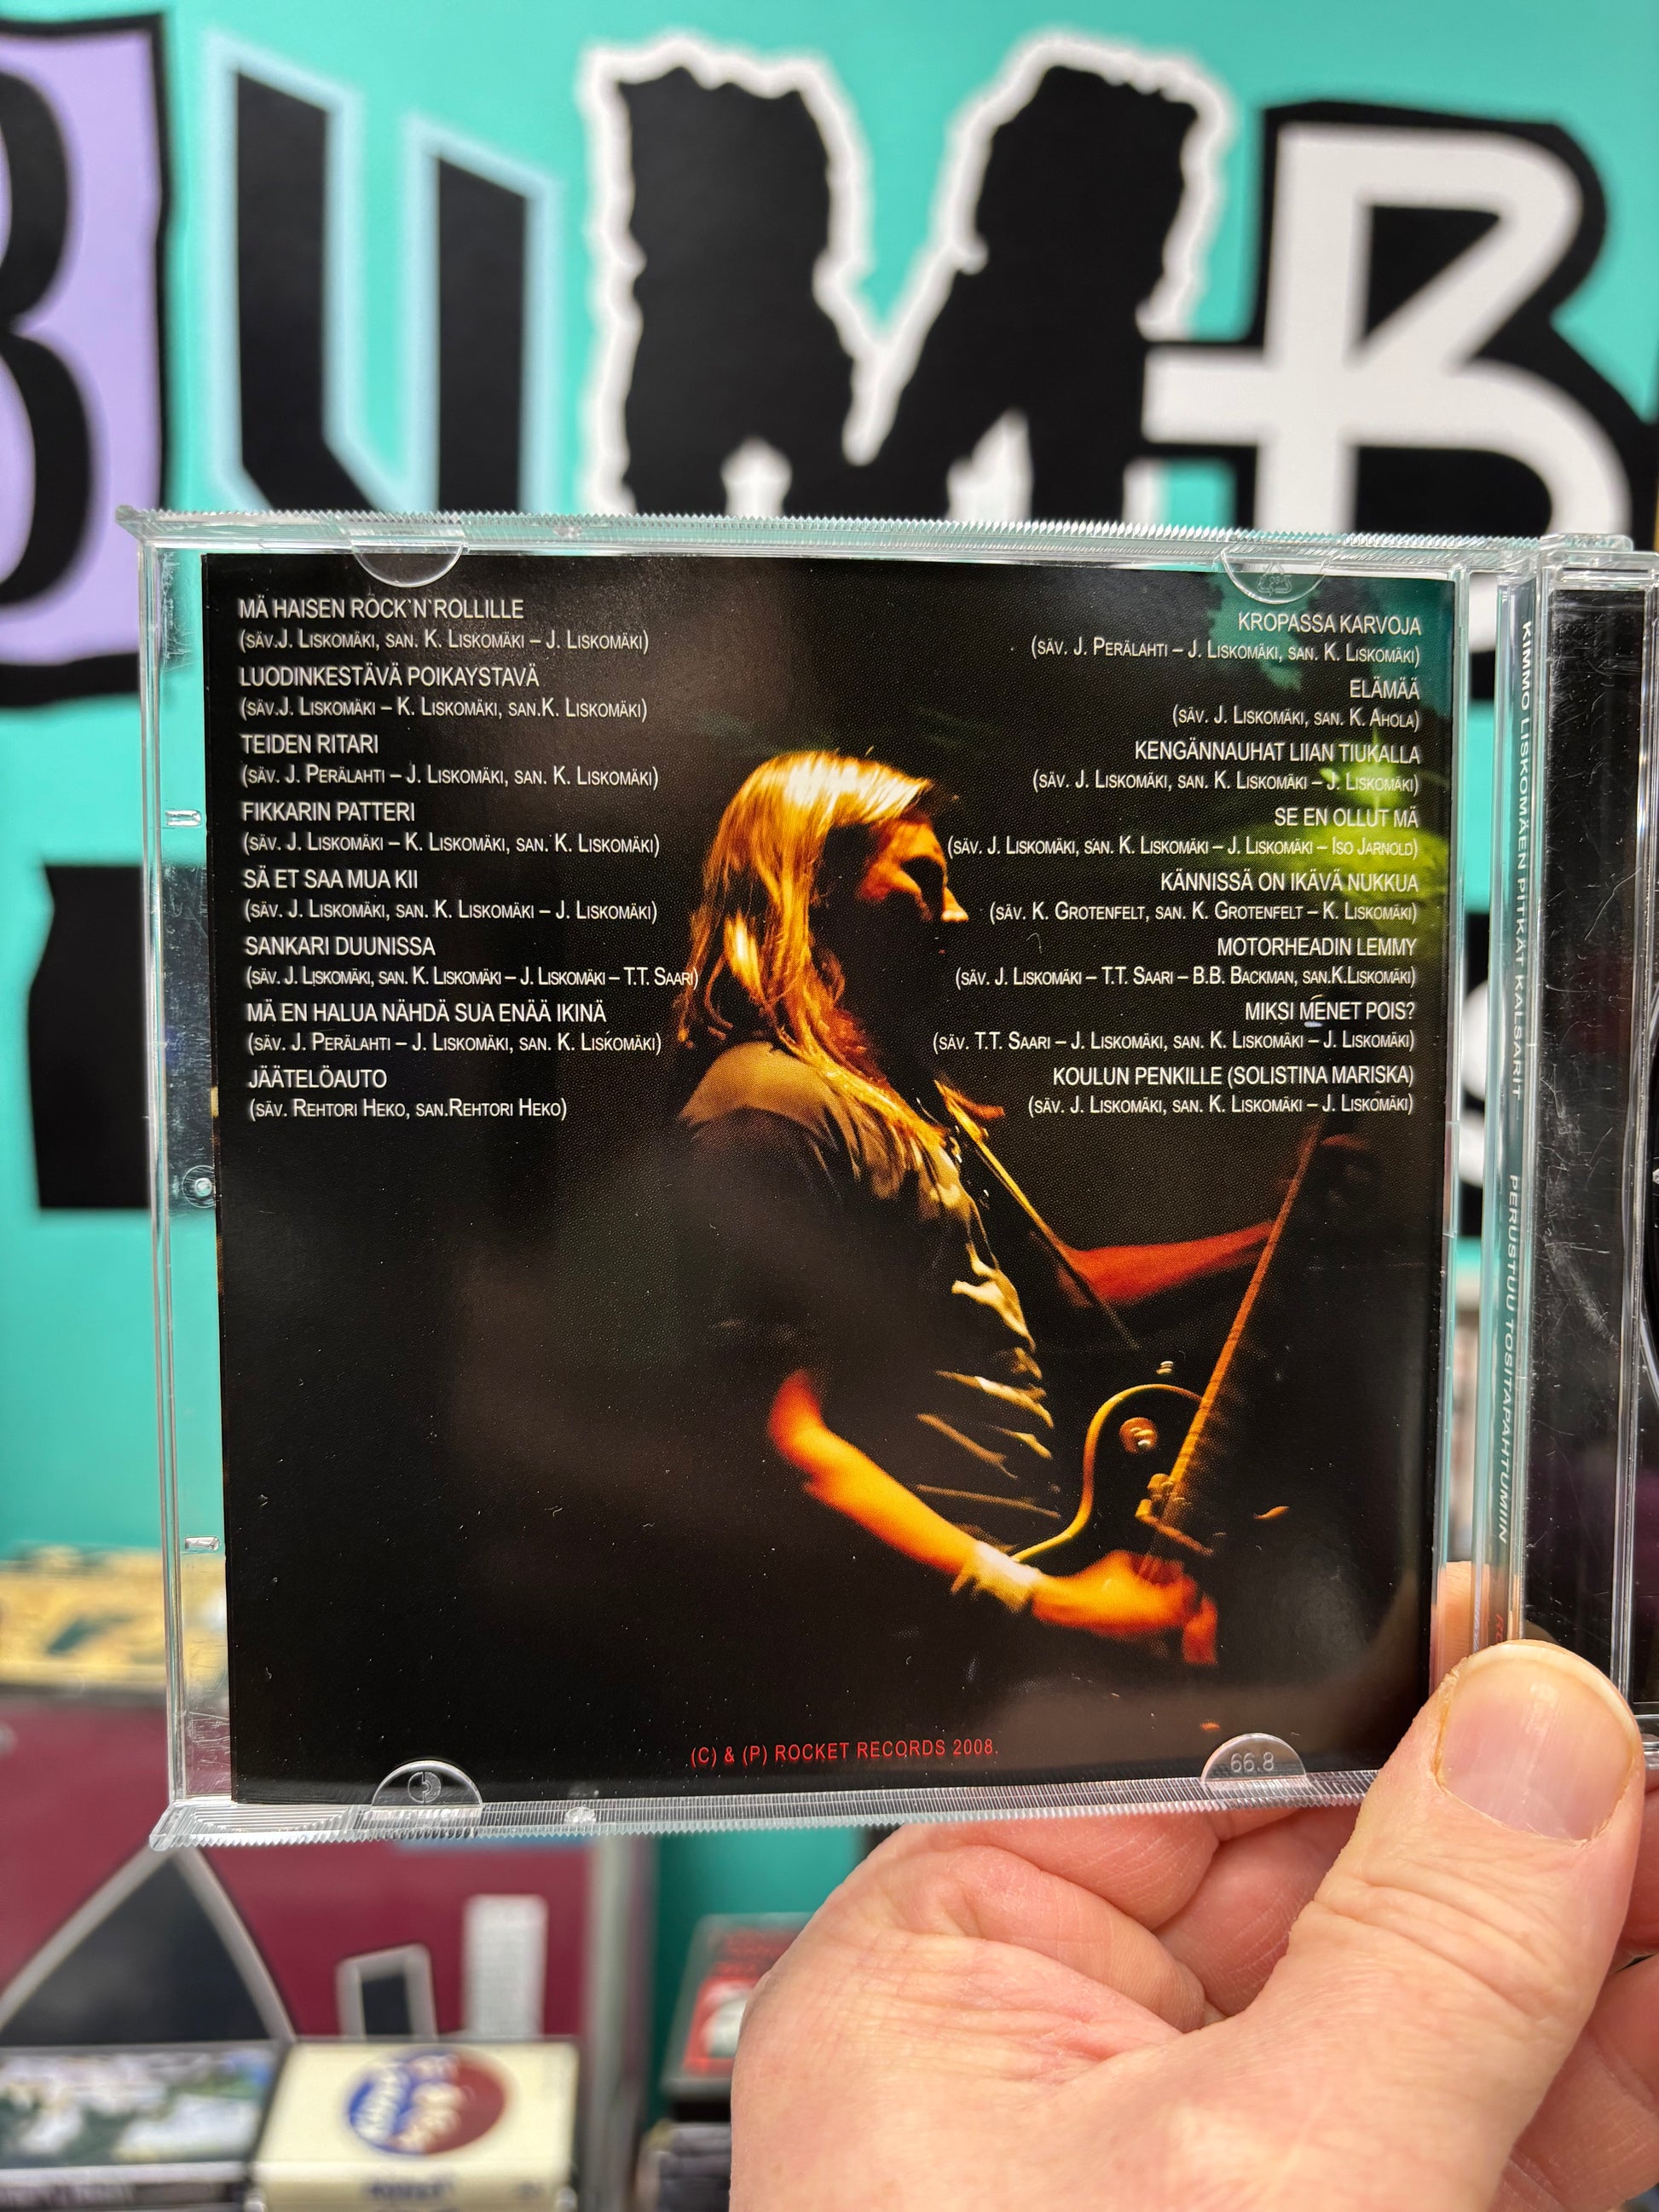 BUMB
MÄ HAISEN ROCK`N`ROLLILLE
(SÄV.J. LISKOMÄKI, SAN. K. LISKOMÄKI – J. LISKOMÄKI)
LUODINKESTÄVÄ POIKAYSTAVÄ
(SÄV.J. LISKOMÄKI – K. LISKOMÄKI, SAN.K. LISKOMÄKI)
TEIDEN RITARI
(SÄV. J. PERÄLAHTI – J. LISKOMÄKI, SAN. K. LISKOMÄKI)
FIKKARIN PATTERI
(SÄV. J. LISKOMÄKI – K. LISKOMÄKI, SAN. K. LISKOMÄKI)
SÄ ET SAA MUA KII
(SÄV. J. LISKOMÄKI, SAN. K. LISKOMÄKI – J. LISKOMÄKI)
SANKARI DUUNISSA
(SÄV. J. LISKOMÄKI, SAN. K. LISKOMÄKI – J. LISKOMÄKI – T.T. SAARI)
MÄ EN HALUA NÄHDÄ SUA ENÄÄ IKINÄ
(SÄV. J. PERÄLAHTI – J. LISKOMÄKI, SAN. K. LISKOMÄKI)
JÄÄTELÖAUTO
(SÄV. REHTORI HEKO, SAN.REHTORI HEKO)
KROPASSA KARVOJA
(SÄV. J. PERÄLAHTI – J. LISKOMÄKI, SAN. K. LISKOMÄKI)
ELÄMÄÄ
(SÄV. J. LISKOMÄKI, SAN. K. AHOLA)
KENGÄNNAUHAT LIIAN TIUKALLA
(SÄV. J. LISKOMÄKI, SAN. K. LISKOMÄKI – J. LISKOMÄKI)
SE EN OLLUT MÄ
(SÄV. J. LISKOMÄKI, SAN. K. LISKOMÄKI – J. LISKOMÄKI – ISO JARNOLD)
KÄNNISSÄ ON IKÄVÄ NUKKUA
(SÄV. K. GROTENFELT, SAN. K. GROTENFELT – K. LISKOMÄKI)
MOTORHEADIN LEMMY
(SÄV. J. LISKOMÄKI – T.T. SAARI – B.B. BACKMAN, SAN.K.LISKOMÄKI)
MIKSI MENET POIS?
(SÄV. T.T. SAARI – J. LISKOMÄKI, SAN. K. LISKOMÄKI – J. LISKOMÄKI)
KOULUN PENKILLE (SOLISTINA MARISKA)
(SÄV. J. LISKOMÄKI, SAN. K. LISKOMÄKI – J. LISKOMÄKI)
(C) & (P) ROCKET RECORDS 2008.
66.8
KIMMO LISKOMÄEN PITKÄT KALSARIT
PERUSTUU TOSITAPAHTUMIIN